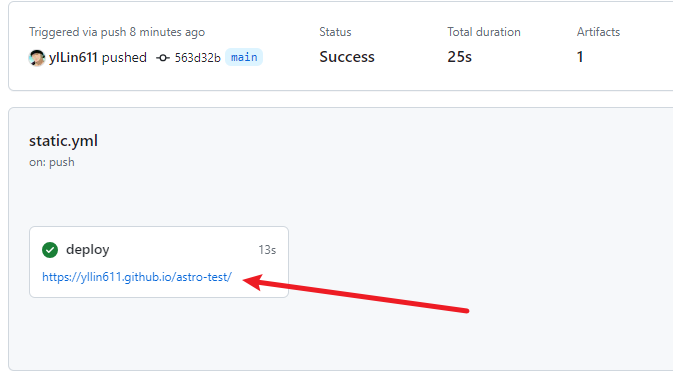 Triggered via push 8 minutes ago
Status
Total duration
Artifacts
ylLin611 pushed 563d32b main
Success
25s
1
static.yml
on: push
deploy
13s
https://yllin611.github.io/astro-test/